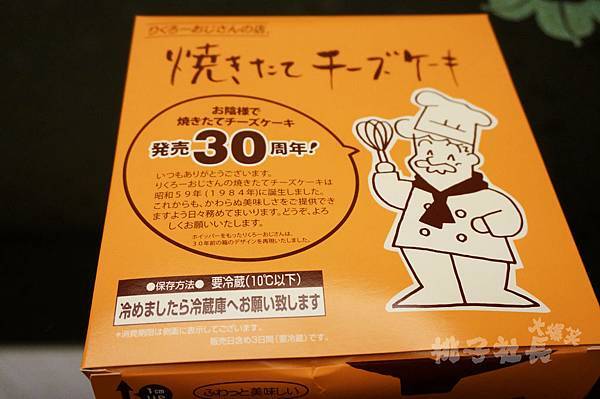 りくろーおじさんの店
焼きたてチーズケーキ
お陰様で
焼きたてチーズケーキ
発売30周年!
いつもありがとうございます。
りくろーおじさんの焼きたてチーズケーキは
昭和59年(1984年)に誕生しました。
これからも、かわらぬ美味しさをご提供でき
ますよう日々務めてまいります。どうぞ、よろ
しくお願いいたします。
ホイッパーをもったりくろーおじさんは、
30年前の箱のデザインを再現いたしました。
●保存方法● 要冷蔵(10℃以下)
冷めましたら冷蔵庫へお願い致します
*消費期限は側面に表示してございます。
販売日含め3日間(要冷蔵)です。
桃子社長
大爆笑
1cm
UP
ふわっと美味しい